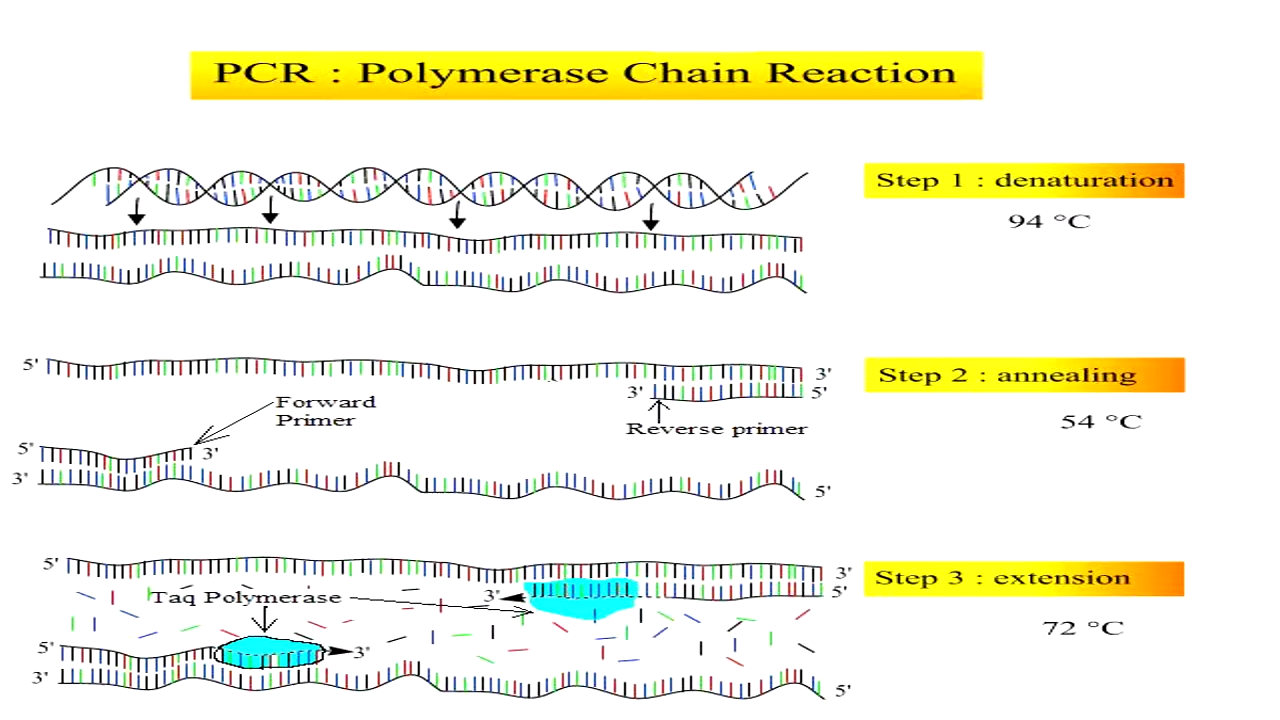 PCR : Polymerase Chain Reaction
Step 1 : denaturation
94 °C
5'
3'
Step 2 : annealing
3'
5'
Forward
Primer
Reverse primer
54 °C
5'
3'
3'
5'
5'
3'
Step 3 : extension
Taq Polymerase
3'
5'
72 °C
5'
3'
3'
5'